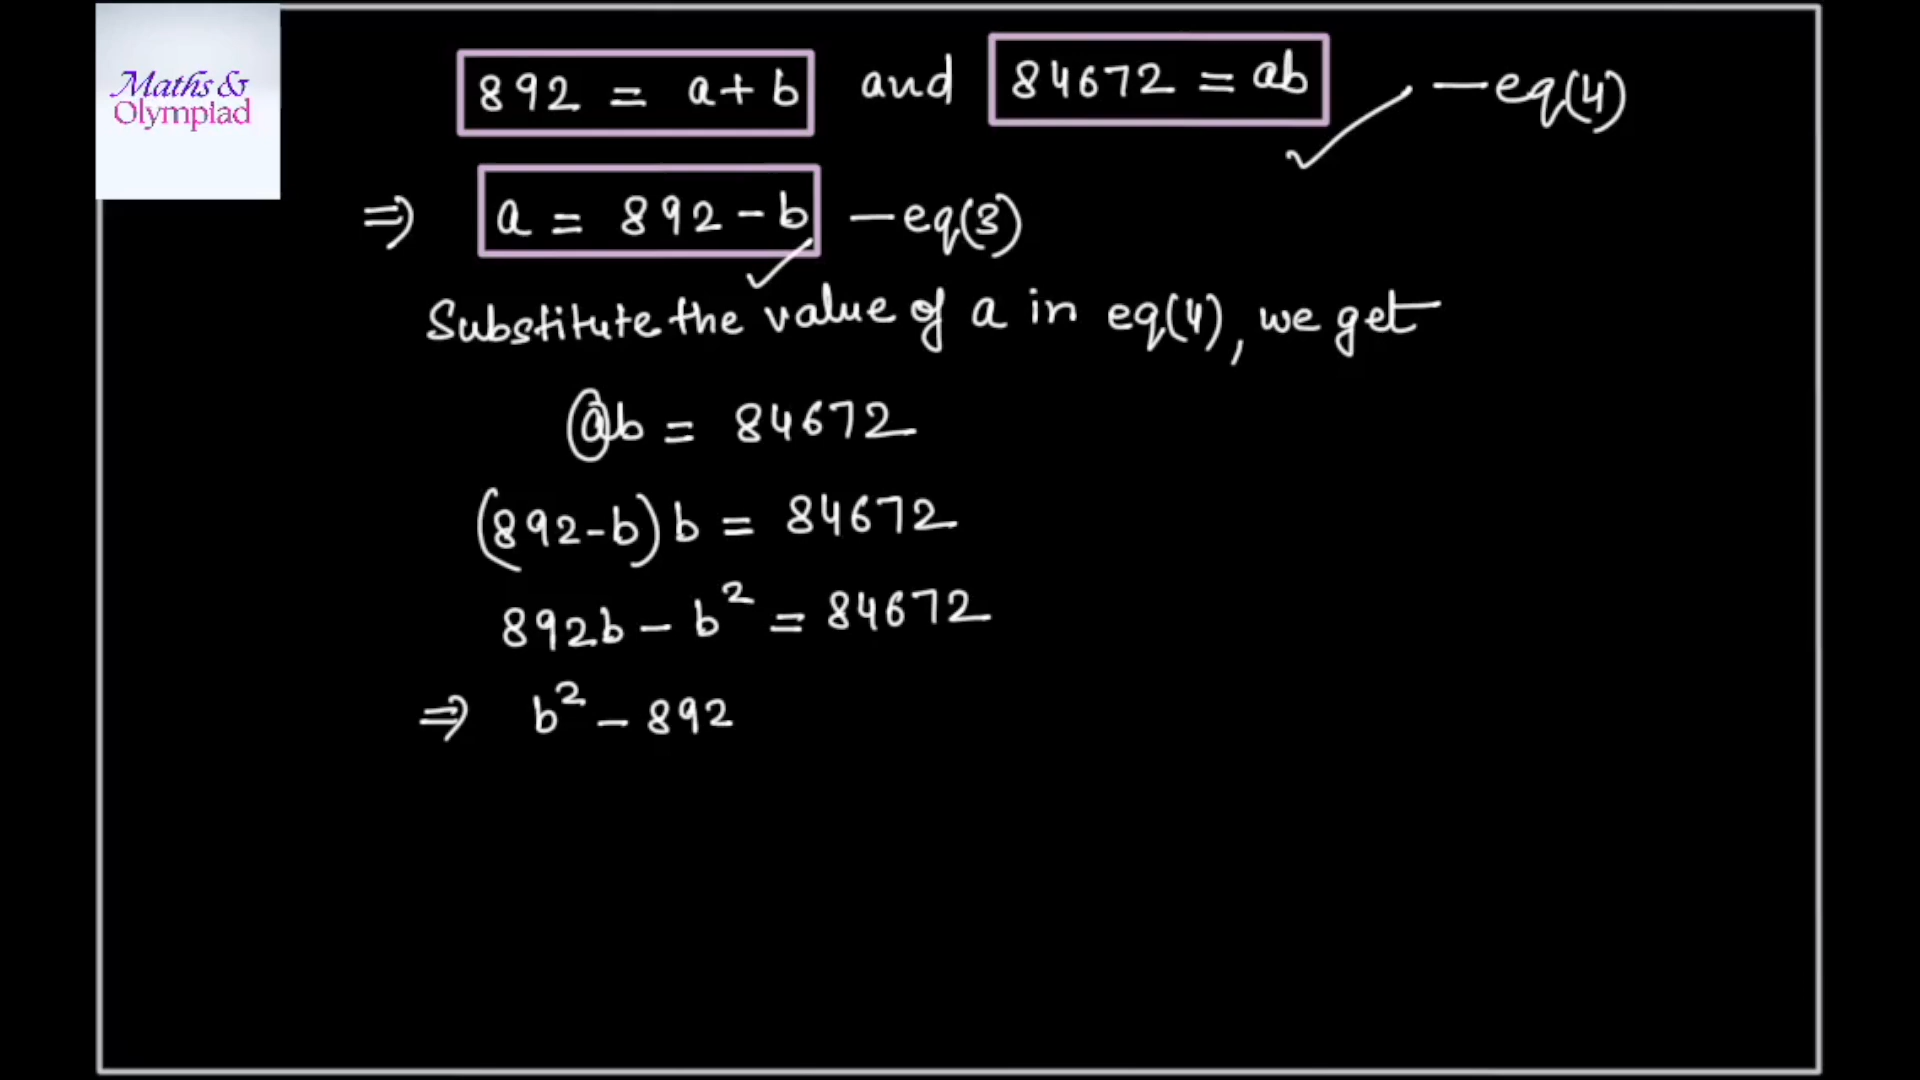 Maths &
Olympiad
892 = a + b and 84672 = ab — eq(4)
⇒ a = 892 - b — eq(3)
Substitute the value of a in eq(4), we get
ab = 84672
(892 - b) b = 84672
892b - b² = 84672
⇒ b² - 892